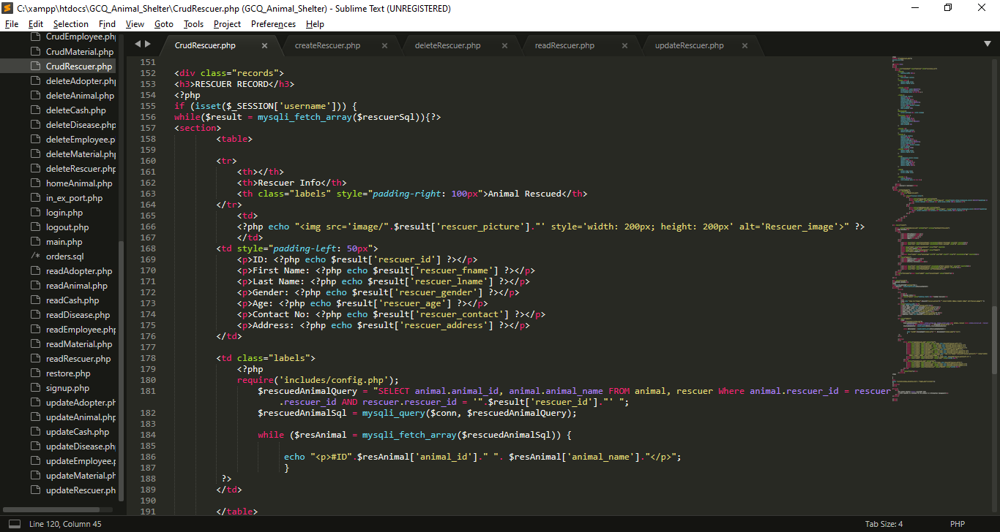 C:\xampp\htdocs\GCQ_Animal_Shelter\CrudRescuer.php (GCQ_Animal_Shelter) - Sublime Text (UNREGISTERED)
File Edit Selection Find View Goto Tools Project Preferences Help
CrudEmployee.php
CrudMaterial.php
CrudRescuer.php
deleteAdopter.php
deleteAnimal.php
deleteCash.php
deleteDisease.php
deleteEmployee.p
deleteMaterial.php
deleteRescuer.php
homeAnimal.php
in_ex_port.php
login.php
logout.php
main.php
/* orders.sql
readAdopter.php
readAnimal.php
readCash.php
readDisease.php
readEmployee.php
readMaterial.php
readRescuer.php
restore.php
signup.php
updateAdopter.ph
updateAnimal.php
updateCash.php
updateDisease.php
updateEmployee.p
updateMaterial.ph
updateRescuer.ph
CrudRescuer.php createRescuer.php deleteRescuer.php readRescuer.php updateRescuer.php
151
152 <div class="records">
153 <h3>RESCUER RECORD</h3>
154 <?php
155 if (isset($_SESSION['username'])) {
156 while($result = mysqli_fetch_array($rescuerSql)){?>
157 <section>
158 <table>
159
160 <tr>
161 <th></th>
162 <th>Rescuer Info</th>
163 <th class="labels" style="padding-right: 100px">Animal Rescued</th>
164 </tr>
165 <td>
166 <?php echo "<img src='image/".$result['rescuer_picture']."' style='width: 200px; height: 200px' alt='Rescuer_image'>" ?>
167 </td>
168 <td style="padding-left: 50px">
169 <p>ID: <?php echo $result['rescuer_id'] ?></p>
170 <p>First Name: <?php echo $result['rescuer_fname'] ?></p>
171 <p>Last Name: <?php echo $result['rescuer_lname'] ?></p>
172 <p>Gender: <?php echo $result['rescuer_gender'] ?></p>
173 <p>Age: <?php echo $result['rescuer_age'] ?></p>
174 <p>Contact No: <?php echo $result['rescuer_contact'] ?></p>
175 <p>Address: <?php echo $result['rescuer_address'] ?></p>
176 </td>
177
178 <td class="labels">
179 <?php
180 require('includes/config.php');
181 $rescuedAnimalQuery = "SELECT animal.animal_id, animal.animal_name FROM animal, rescuer Where animal.rescuer_id = rescuer
.rescuer_id AND rescuer.rescuer_id = '".$result['rescuer_id']."' ";
182 $rescuedAnimalSql = mysqli_query($conn, $rescuedAnimalQuery);
183
184 while ($resAnimal = mysqli_fetch_array($rescuedAnimalSql)) {
185
186 echo "<p>#ID".$resAnimal['animal_id']." ". $resAnimal['animal_name']."</p>";
187 }
188 ?>
189 </td>
190
191 </table>
Line 120, Column 45 Tab Size: 4 PHP